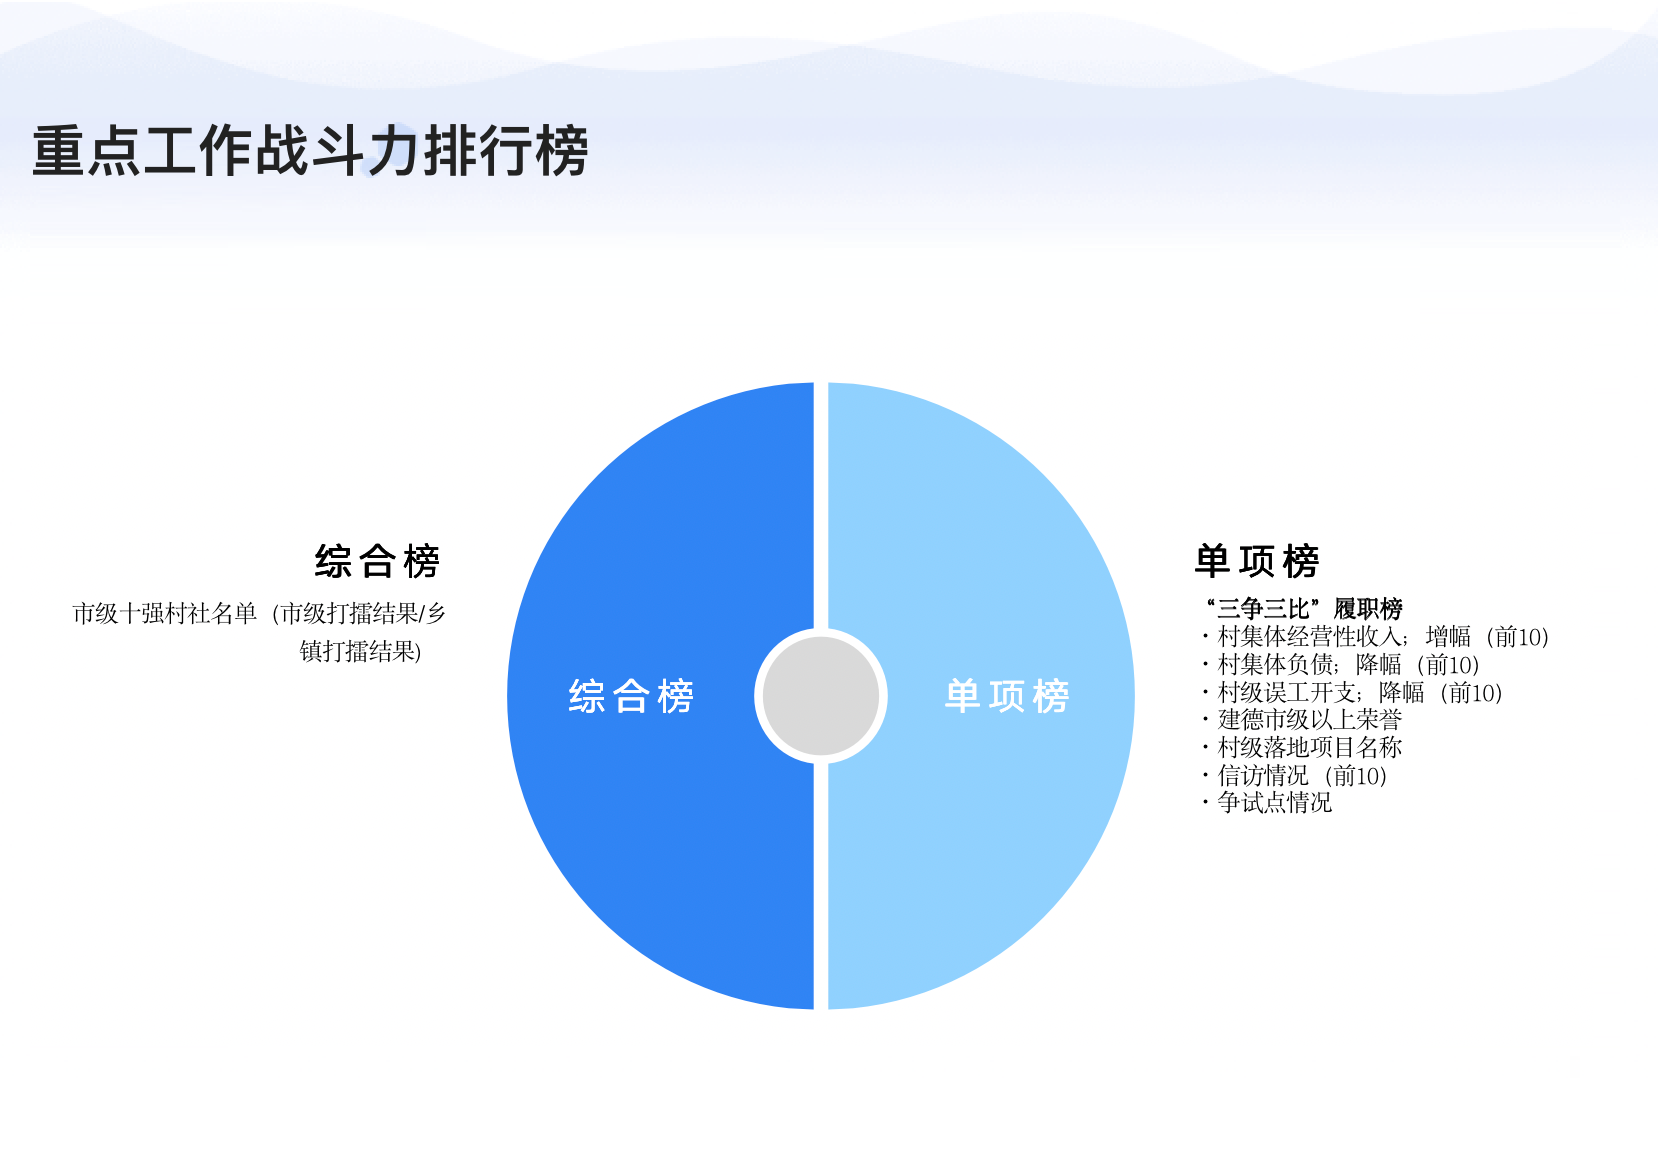 重点工作战斗力排行榜
综合榜
市级十强村社名单（市级打擂结果/乡
镇打擂结果）
综合榜
单项榜
单项榜
“三争三比”履职榜
·村集体经营性收入；增幅（前10）
·村集体负债；降幅（前10）
·村级误工开支；降幅（前10）
·建德市级以上荣誉
·村级落地项目名称
·信访情况（前10）
·争试点情况